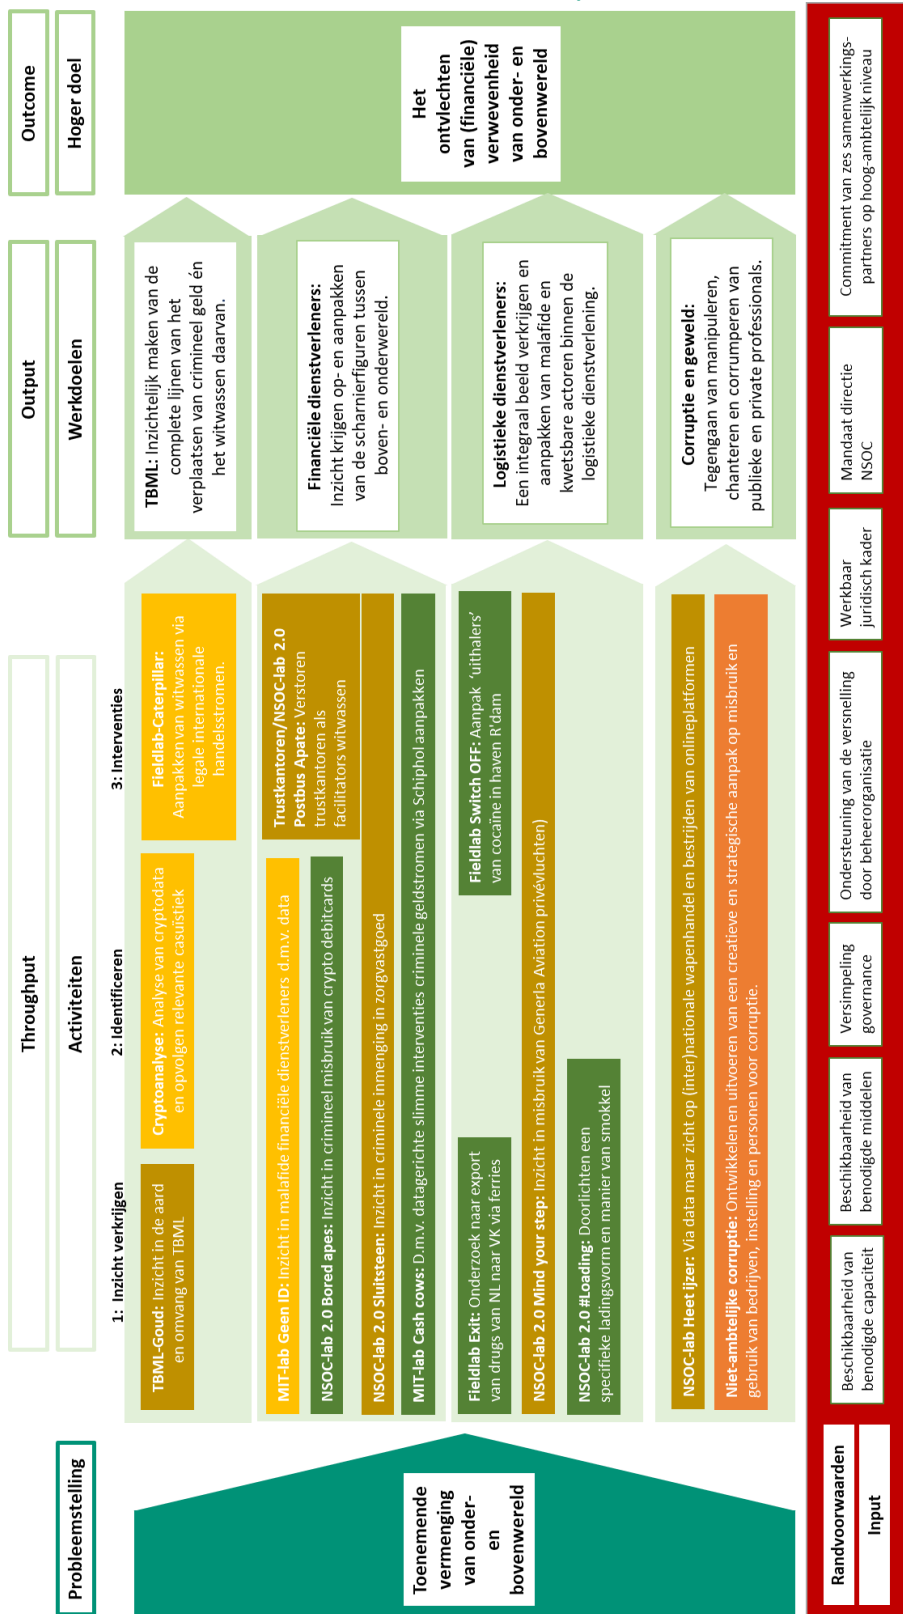 Probleemstelling
Throughput
Output
Outcome
Activiteiten
Werkdoelen
Hoger doel
1: Inzicht verkrijgen
2: Identificeren
3: Interventies
Toenemende
vermenging
van onder-
en
bovenwereld
TBML-Goud: Inzicht in de aard
en omvang van TBML
Cryptoanalyse: Analyse van cryptodata
en opvolgen relevante casuïstiek
Fieldlab-Caterpillar:
Aanpakken van witwassen via
legale internationale
handelsstromen.
TBML: Inzichtelijk maken van de
complete lijnen van het
verplaatsen van crimineel geld én
het witwassen daarvan.
MIT-lab Geen ID: Inzicht in malafide financiële dienstverleners d.m.v. data
NSOC-lab 2.0 Bored apes: Inzicht in crimineel misbruik van crypto debitcards
Trustkantoren/NSOC-lab 2.0
Postbus Apate: Verstoren
trustkantoren als
facilitators witwassen
NSOC-lab 2.0 Sluitsteen: Inzicht in criminele inmenging in zorgvastgoed
MIT-lab Cash cows: D.m.v. datagerichte slimme interventies criminele geldstromen via Schiphol aanpakken
Financiële dienstverleners:
Inzicht krijgen op- en aanpakken
van de scharnierfiguren tussen
boven- en onderwereld.
Fieldlab Exit: Onderzoek naar export
van drugs van NL naar VK via ferries
Fieldlab Switch OFF: Aanpak ‘uithalers’
van cocaïne in haven R'dam
NSOC-lab 2.0 Mind your step: Inzicht in misbruik van Generla Aviation privévluchten)
NSOC-lab 2.0 #Loading: Doorlichten een
specifieke ladingsvorm en manier van smokkel
Logistieke dienstverleners:
Een integraal beeld verkrijgen en
aanpakken van malafide en
kwetsbare actoren binnen de
logistieke dienstverlening.
NSOC-lab Heet ijzer: Via data maar zicht op (inter)nationale wapenhandel en bestrijden van onlineplatformen
Niet-ambtelijke corruptie: Ontwikkelen en uitvoeren van een creatieve en strategische aanpak op misbruik en
gebruik van bedrijven, instelling en personen voor corruptie.
Corruptie en geweld:
Tegengaan van manipuleren,
chanteren en corrumperen van
publieke en private professionals.
Het
ontvlechten
van (financiële)
verwevenheid
van onder- en
bovenwereld
Randvoorwaarden
Input
Beschikbaarheid van
benodigde capaciteit
Beschikbaarheid van
benodigde middelen
Versimpeling
governance
Ondersteuning van de versnelling
door beheerorganisatie
Werkbaar
juridisch kader
Mandaat directie
NSOC
Commitment van zes samenwerkings-
partners op hoog-ambtelijk niveau